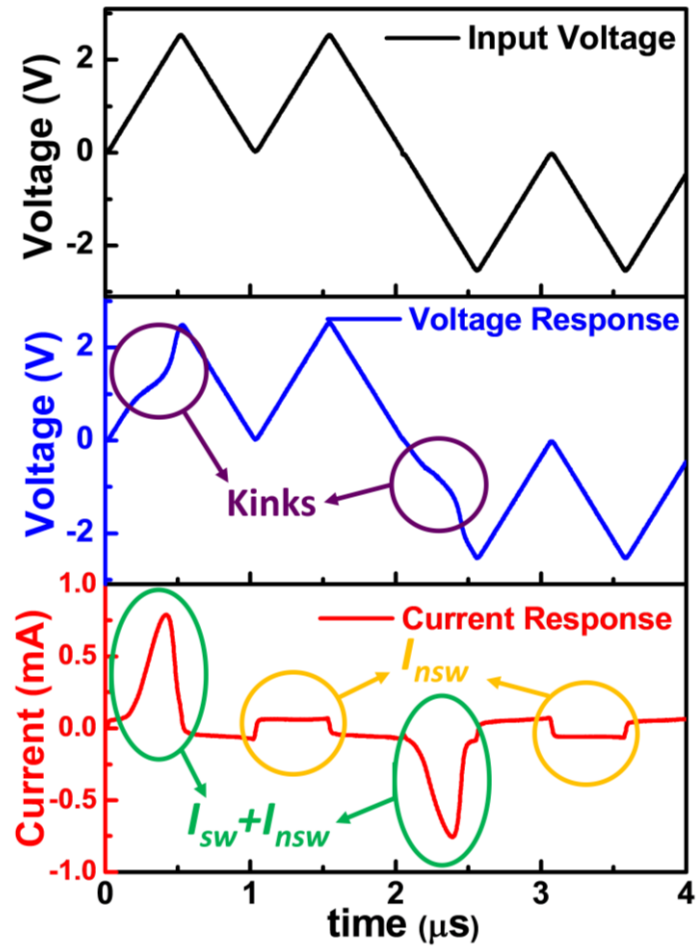 Input Voltage
Voltage (V)
2
0
-2
Voltage Response
Voltage (V)
2
0
-2
Kinks
Current Response
Current (mA)
1.0
0.5
0.0
-0.5
-1.0
Insw
Isw+Insw
0 1 2 3 4
time (μs)